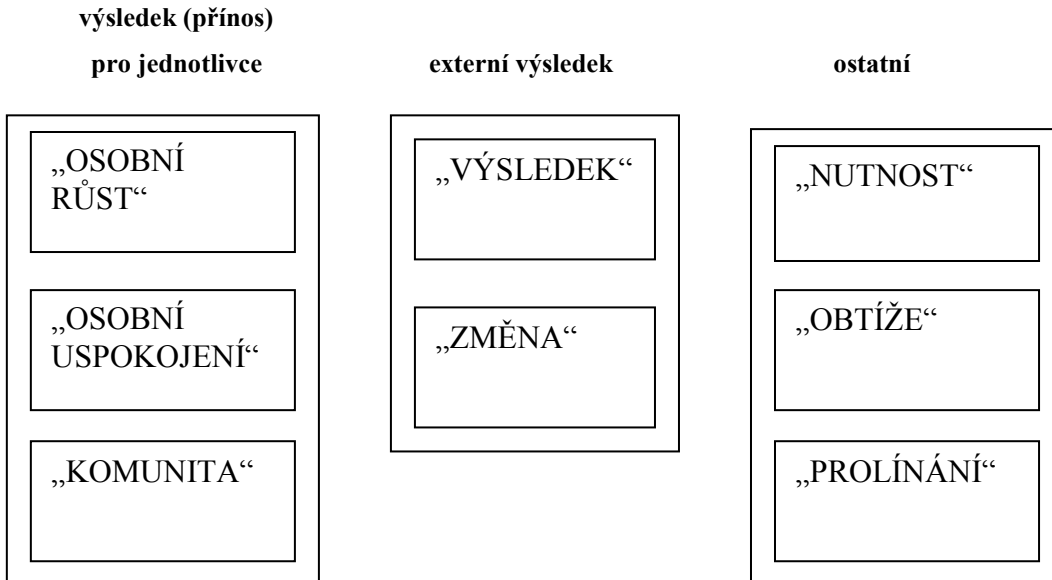 výsledek (přínos)
pro jednotlivce
externí výsledek
ostatní
„OSOBNÍ
RŮST“
„OSOBNÍ
USPOKOJENÍ“
„KOMUNITA“
„VÝSLEDEK“
„ZMĚNA“
„NUTNOST“
„OBTÍŽE“
„PROLÍNÁNÍ“